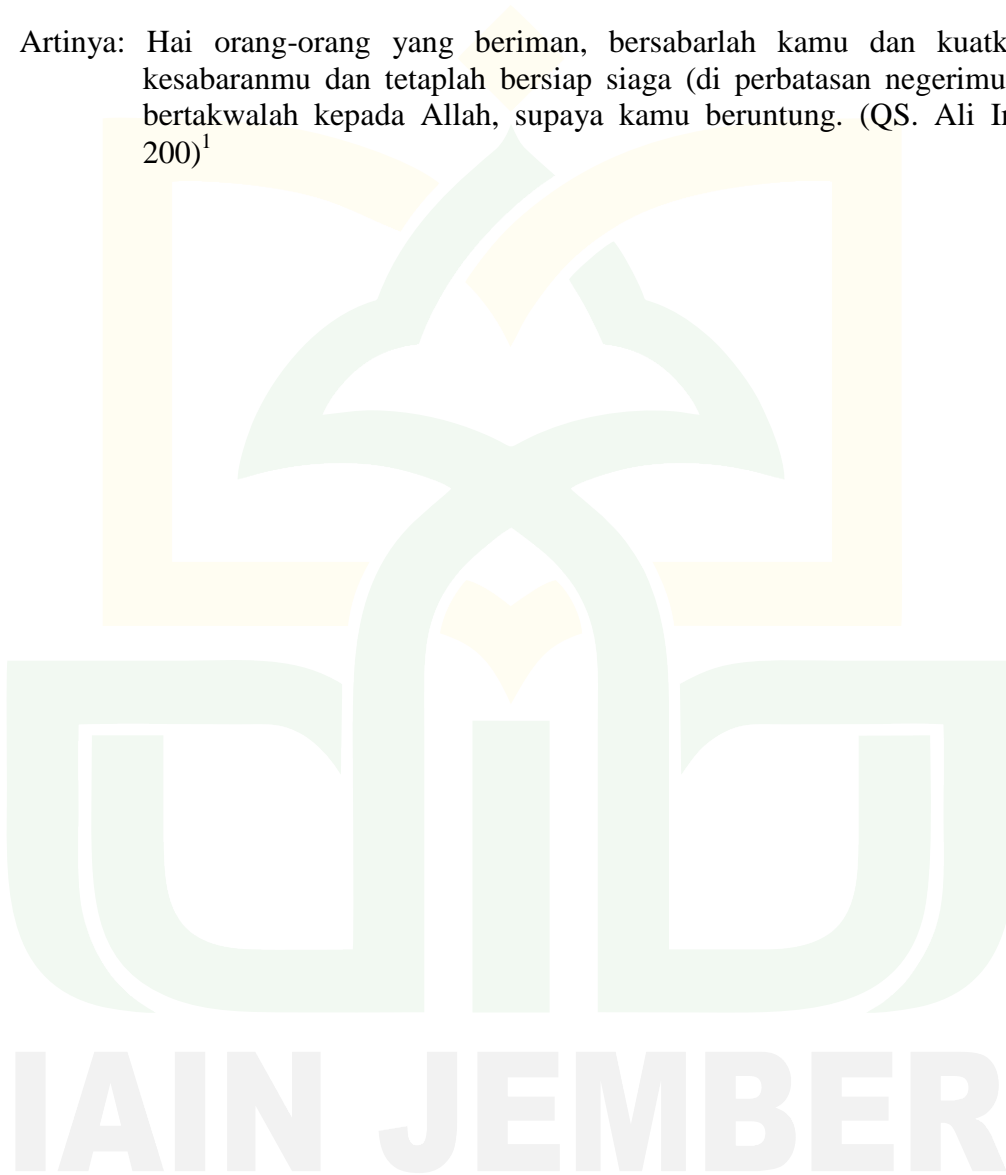 Artinya: Hai orang-orang yang beriman, bersabarlah kamu dan kuatk
kesabaranmu dan tetaplah bersiap siaga (di perbatasan negerimu
bertakwalah kepada Allah, supaya kamu beruntung. (QS. Ali I
200)¹
IAIN JEMBER